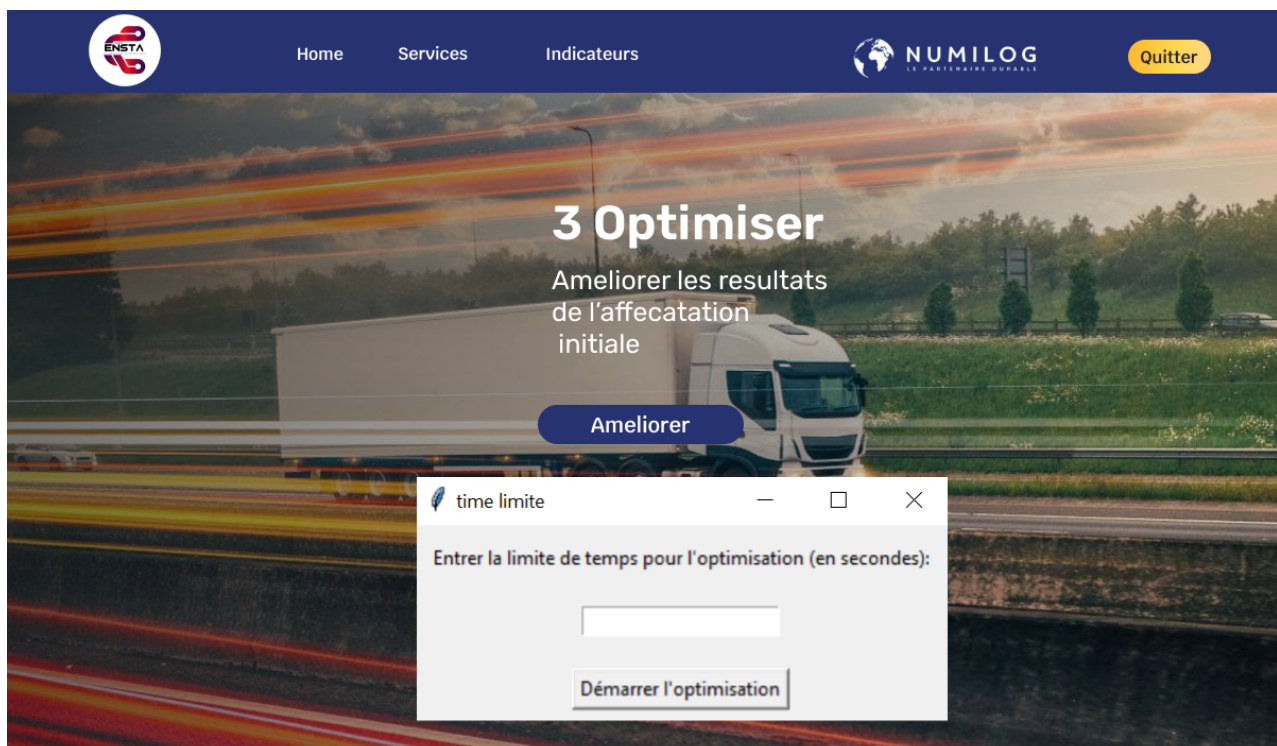 ENSTA
Home
Services
Indicateurs
NUMILOG
LE PARTENAIRE DURABLE
Quitter
3 Optimiser
Ameliorer les resultats
de l’affecatation
initiale
Ameliorer
time limite
Entrer la limite de temps pour l'optimisation (en secondes):
Démarrer l'optimisation